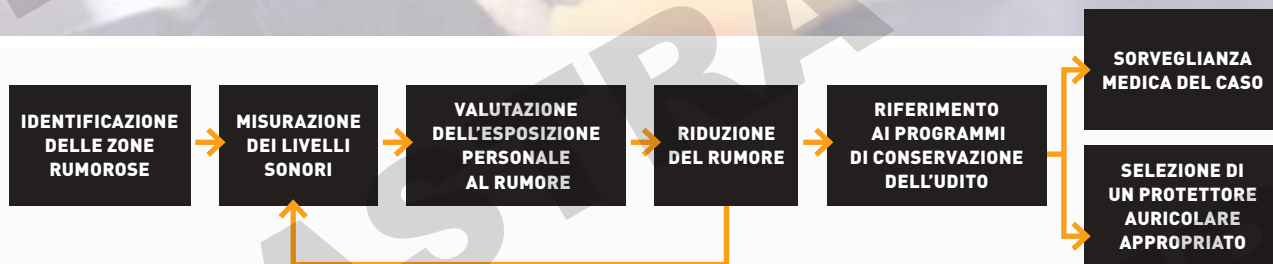 IDENTIFICAZIONE
DELLE ZONE
RUMOROSE
MISURAZIONE
DEI LIVELLI
SONORI
VALUTAZIONE
DELL'ESPOSIZIONE
PERSONALE
AL RUMORE
RIDUZIONE
DEL RUMORE
RIFERIMENTO
AI PROGRAMMI
DI CONSERVAZIONE
DELL'UDITO
SORVEGLIANZA
MEDICA DEL CASO
SELEZIONE DI
UN PROTETTORE
AURICOLARE
APPROPRIATO